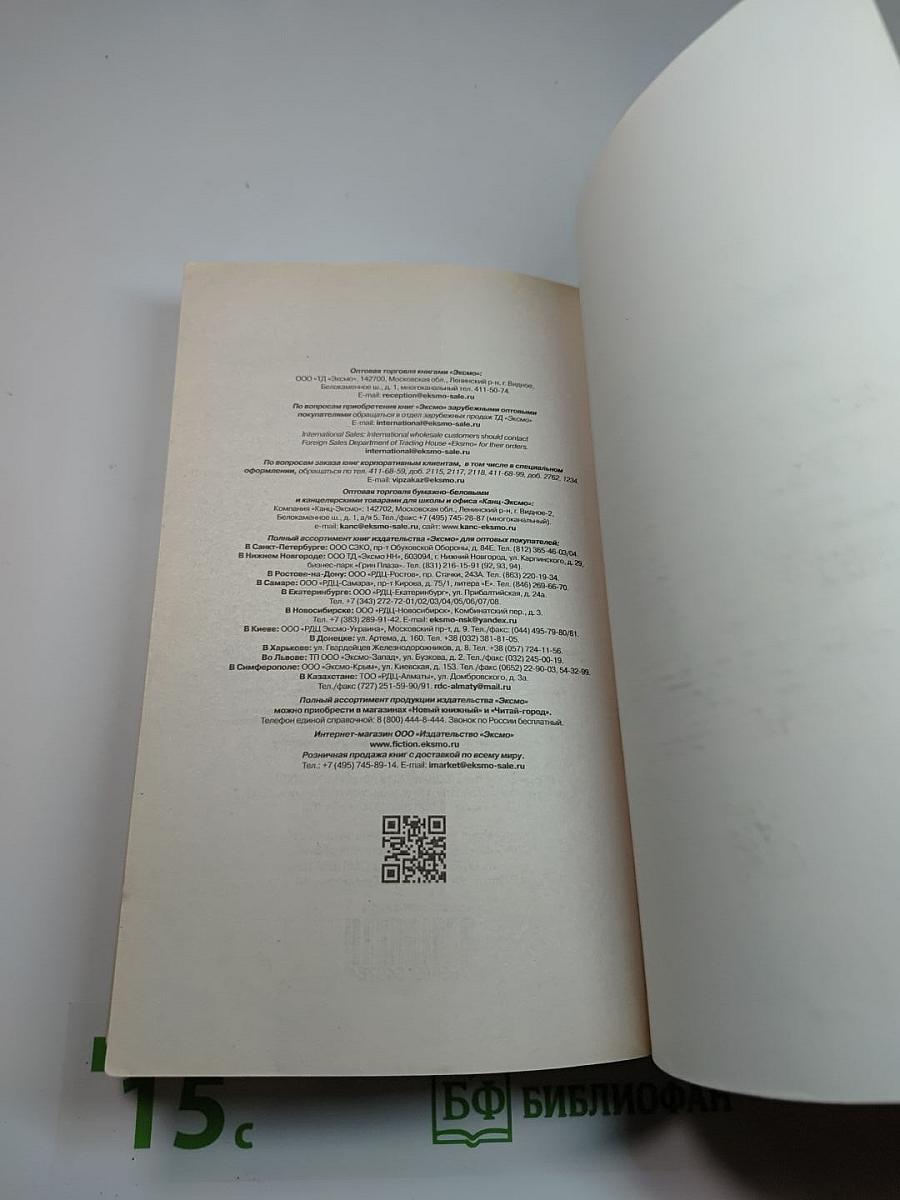 Оптовая торговля книгами «Эксмо»:
ООО «ТД «Эксмо». 142700, Московская обл., Ленинский р-н, г. Видное,
Белокаменное ш., д. 1, многоканальный тел. 411-50-74.
E-mail: reception@eksmo-sale.ru
По вопросам приобретения книг «Эксмо» зарубежными оптовыми
покупателями обращаться в отдел зарубежных продаж ТД «Эксмо»
E-mail: international@eksmo-sale.ru
International Sales: International wholesale customers should contact
Foreign Sales Department of Trading House «Eksmo» for their orders.
international@eksmo-sale.ru
По вопросам заказа книг корпоративным клиентам, в том числе в специальном
оформлении, обращаться по тел. 411-68-59, доб. 2115, 2117, 2118, 411-68-99, доб. 2762, 1234.
E-mail: vipzakaz@eksmo.ru
Оптовая торговля бумажно-беловыми
и канцелярскими товарами для школы и офиса «Канц-Эксмо»:
Компания «Канц-Эксмо»: 142702, Московская обл., Ленинский р-н, г. Видное-2,
Белокаменное ш., д. 1, а/я 5. Тел./факс +7 (495) 745-28-87 (многоканальный).
e-mail: kanc@eksmo-sale.ru, сайт: www.kanc-eksmo.ru
Полный ассортимент книг издательства «Эксмо» для оптовых покупателей:
В Санкт-Петербурге: ООО СЗКО, пр-т Обуховской Обороны, д. 84Е. Тел. (812) 365-46-03/04.
В Нижнем Новгороде: ООО ТД «Эксмо НН», 603094, г. Нижний Новгород, ул. Карпинского, д. 29,
бизнес-парк «Грин Плаза». Тел. (831) 216-15-91 (92, 93, 94).
В Ростове-на-Дону: ООО «РДЦ-Ростов», пр. Стачки, 243А. Тел. (863) 220-19-34.
В Самаре: ООО «РДЦ-Самара», пр-т Кирова, д. 75/1, литера «Е». Тел. (846) 269-66-70.
В Екатеринбурге: ООО «РДЦ-Екатеринбург», ул. Прибалтийская, д. 24а.
Тел. +7 (343) 272-72-01/02/03/04/05/06/07/08.
В Новосибирске: ООО «РДЦ-Новосибирск», Комбинатский пер., д. 3.
Тел. +7 (383) 289-91-42. E-mail: eksmo-nsk@yandex.ru
В Киеве: ООО «РДЦ Эксмо-Украина», Московский пр-т, д. 9. Тел./факс: (044) 495-79-80/81.
В Донецке: ул. Артема, д. 160. Тел. +38 (032) 381-81-05.
В Харькове: ул. Гвардейцев Железнодорожников, д. 8. Тел. +38 (057) 724-11-56.
Во Львове: ТП ООО «Эксмо-Запад», ул. Бузкова, д. 2. Тел./факс (032) 245-00-19.
В Симферополе: ООО «Эксмо-Крым», ул. Киевская, д. 153. Тел./факс (0652) 22-90-03, 54-32-99.
В Казахстане: ТОО «РДЦ-Алматы», ул. Домбровского, д. 3а.
Тел./факс (727) 251-59-90/91. rdc-almaty@mail.ru
Полный ассортимент продукции издательства «Эксмо»
можно приобрести в магазинах «Новый книжный» и «Читай-город».
Телефон единой справочной: 8 (800) 444-8-444. Звонок по России бесплатный.
Интернет-магазин ООО «Издательство «Эксмо»
www.fiction.eksmo.ru
Розничная продажа книг с доставкой по всему миру.
Тел.: +7 (495) 745-89-14. E-mail: imarket@eksmo-sale.ru
15 с
БФ БИБЛИОФАН